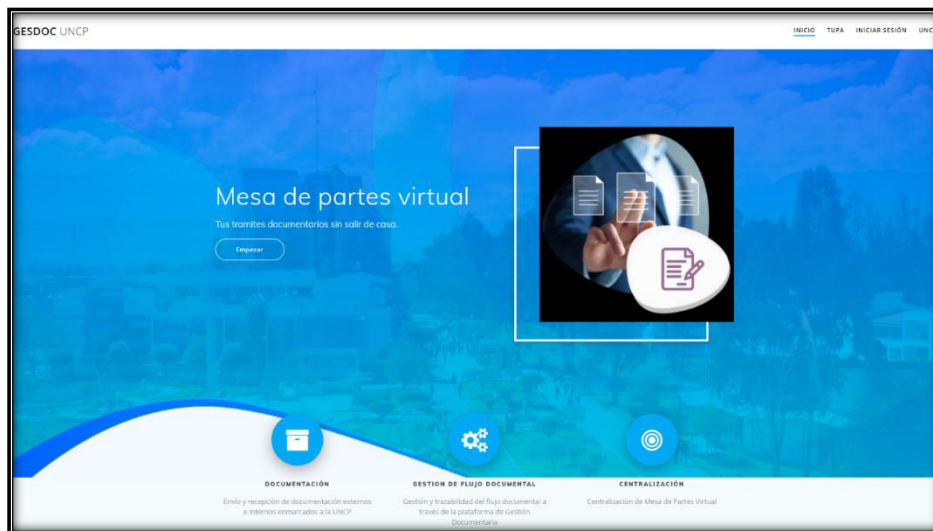 GESDOC UNCP
INICIO TUPA INICIAR SESIÓN UNC
Mesa de partes virtual
Tus tramites documentarios sin salir de casa.
Empezar
DOCUMENTACIÓN
Envío y recepción de documentación externos
e internos enmarcados a la UNCP
GESTION DE FLUJO DOCUMENTAL
Gestión y trazabilidad del flujo documental a
través de la plataforma de Gestión
Documentaria
CENTRALIZACIÓN
Centralización de Mesa de Partes Virtual